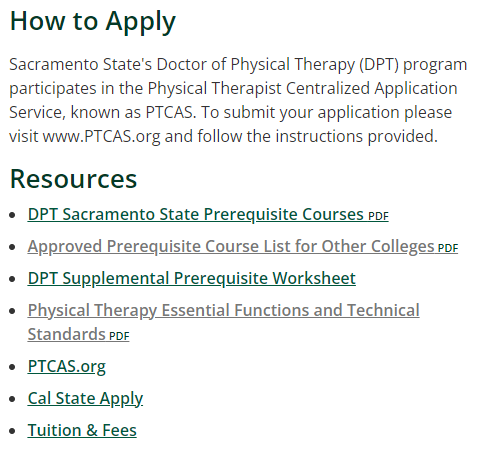 How to Apply
Sacramento State's Doctor of Physical Therapy (DPT) program
participates in the Physical Therapist Centralized Application
Service, known as PTCAS. To submit your application please
visit www.PTCAS.org and follow the instructions provided.
Resources
• DPT Sacramento State Prerequisite Courses PDF
• Approved Prerequisite Course List for Other Colleges PDF
• DPT Supplemental Prerequisite Worksheet
• Physical Therapy Essential Functions and Technical
Standards PDF
• PTCAS.org
• Cal State Apply
• Tuition & Fees